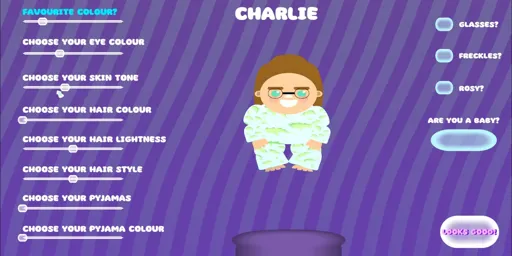 FAVOURITE COLOUR?
CHARLIE
CHOOSE YOUR EYE COLOUR
CHOOSE YOUR SKIN TONE
CHOOSE YOUR HAIR COLOUR
CHOOSE YOUR HAIR LIGHTNESS
CHOOSE YOUR HAIR STYLE
CHOOSE YOUR PYJAMAS
CHOOSE YOUR PYJAMA COLOUR
GLASSES?
FRECKLES?
ROSY?
ARE YOU A BABY?
LOOKS GOOD!